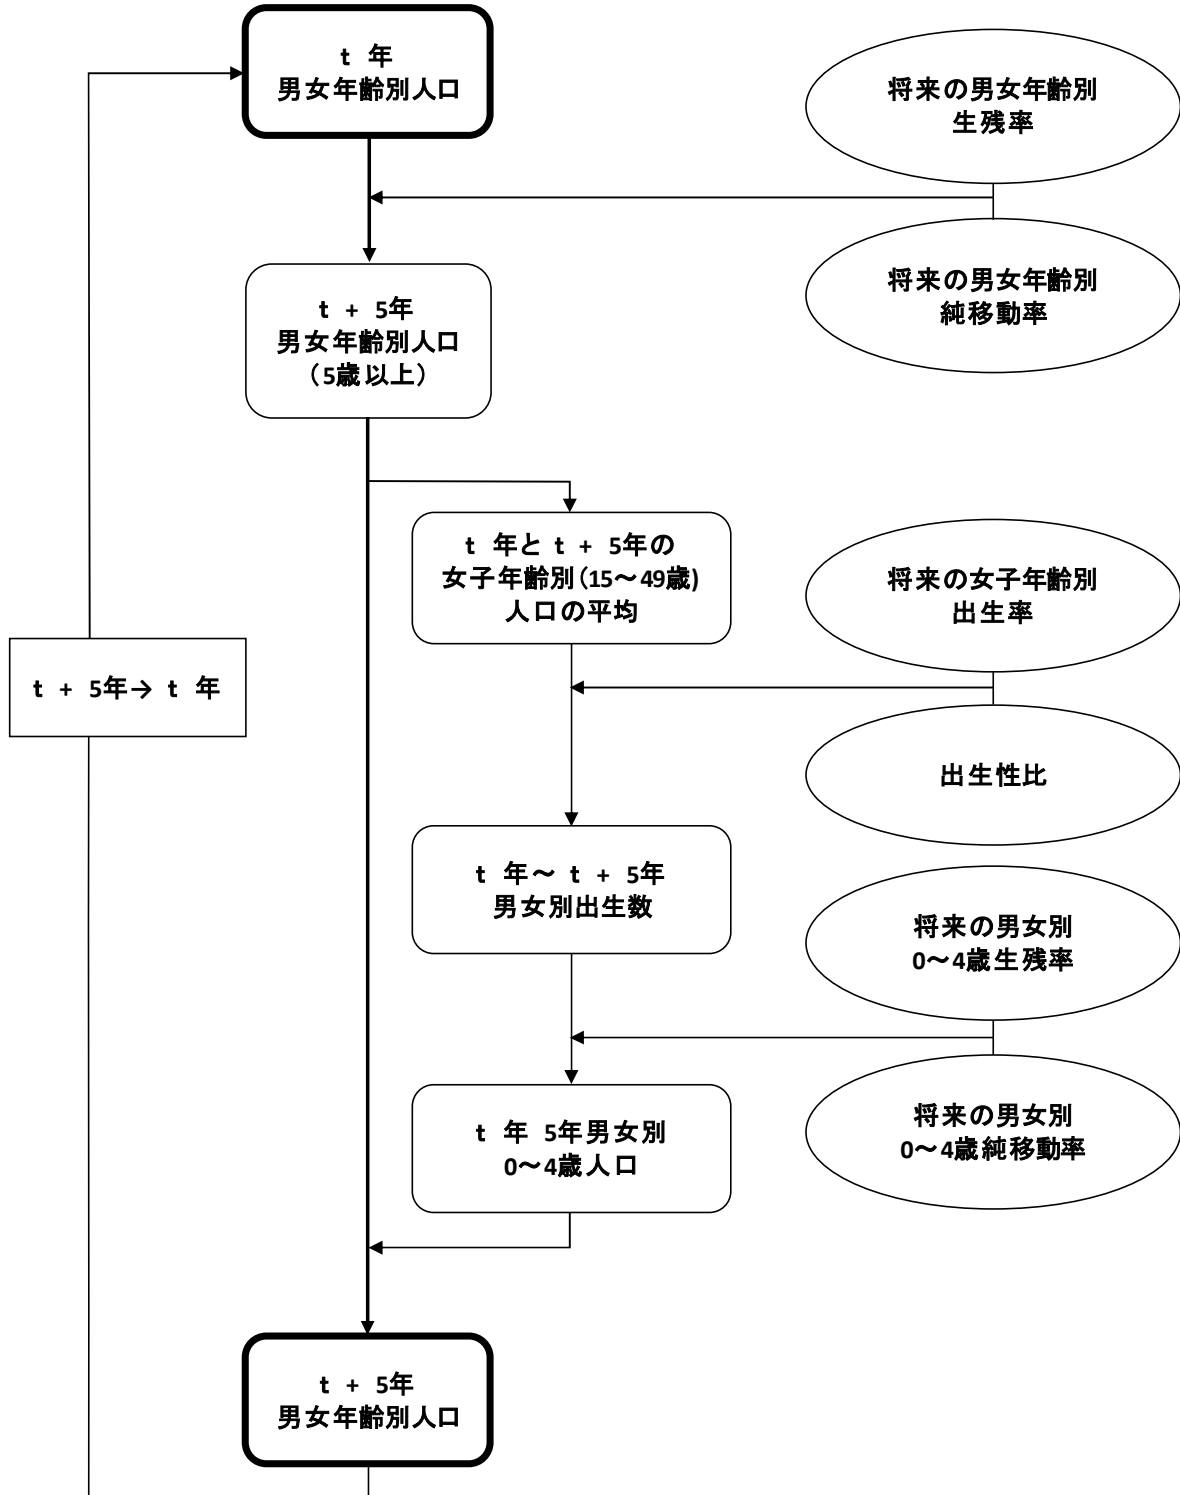 t 年
男女年齢別人口
将来の男女年齢別
生残率
将来の男女年齢別
純移動率
t + 5年
男女年齢別人口
（5歳以上）
t 年と t + 5年の
女子年齢別（15～49歳)
人口の平均
将来の女子年齢別
出生率
t + 5年→ t 年
出生性比
t 年～ t + 5年
男女別出生数
将来の男女別
0～4歳生残率
t 年 5年男女別
0～4歳人口
将来の男女別
0～4歳純移動率
t + 5年
男女年齢別人口